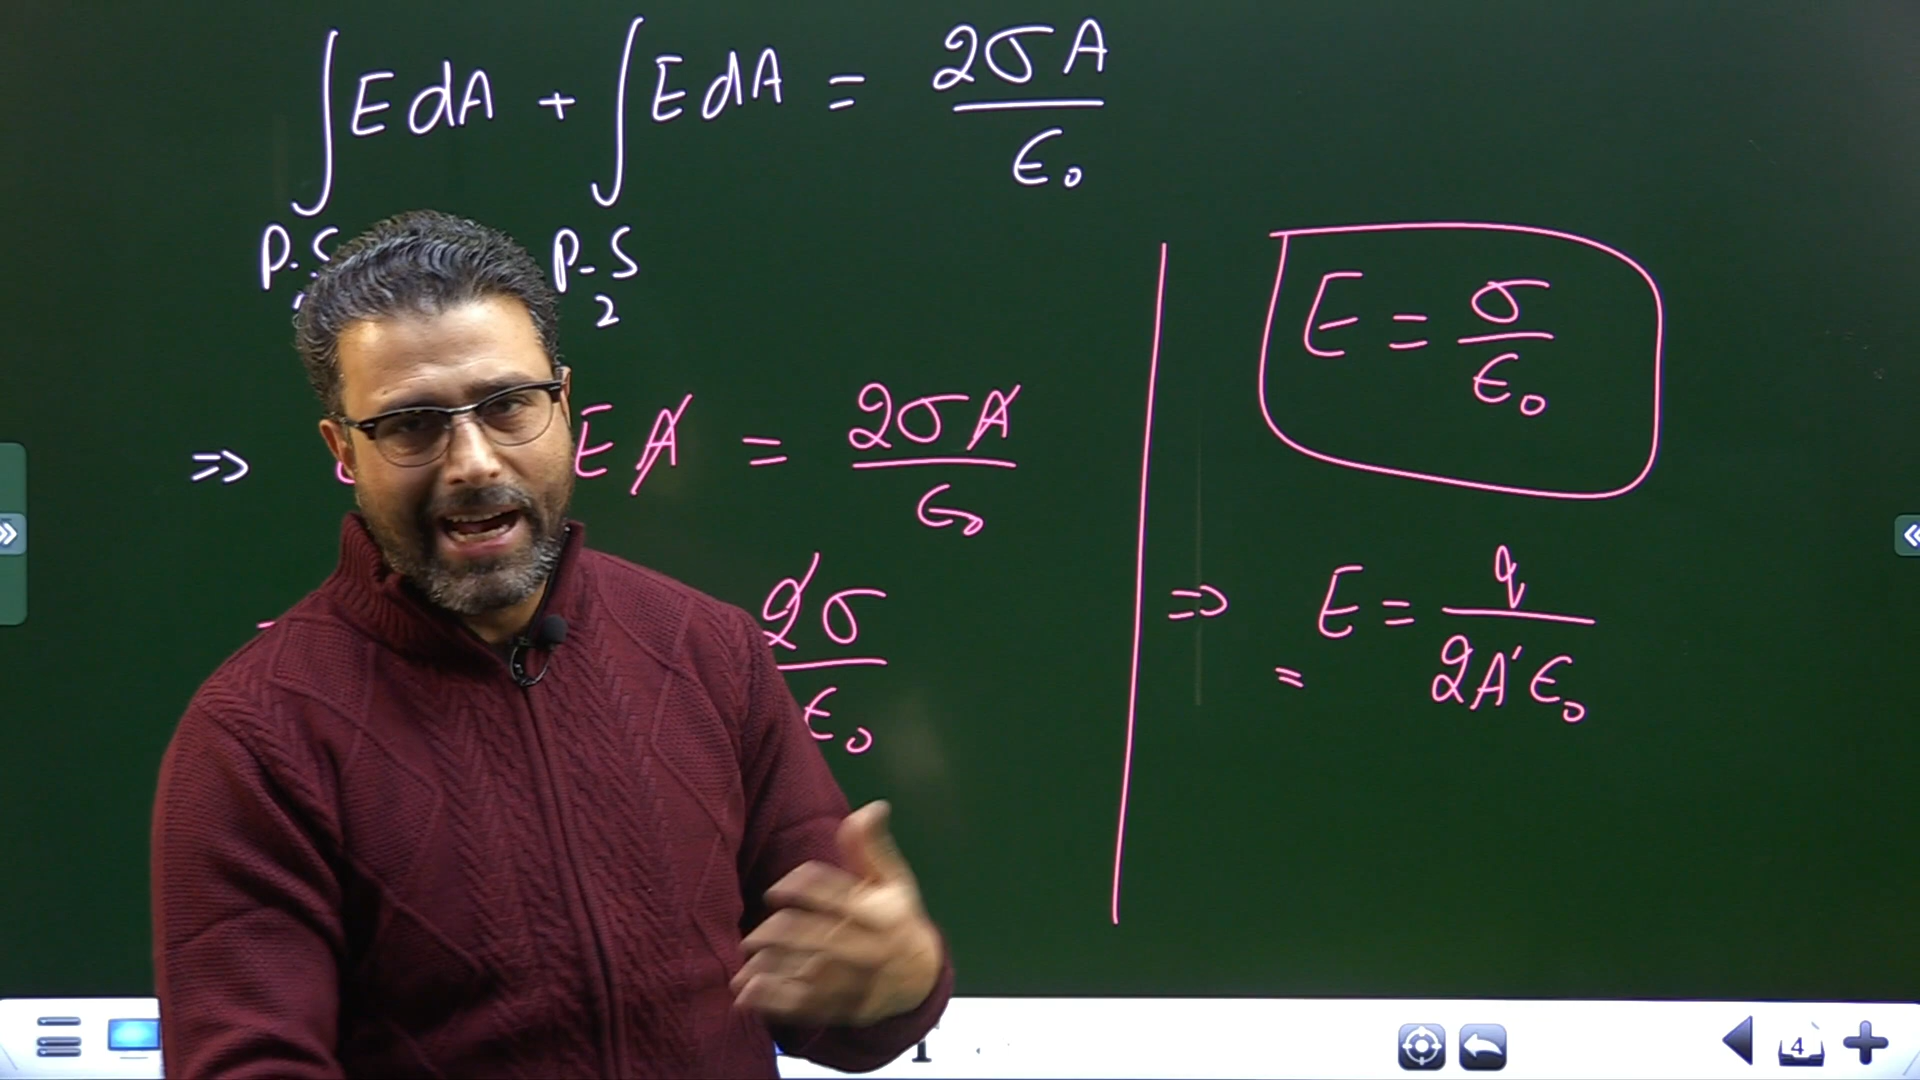 ∫EdA + ∫EdA = 2σA/ϵ₀
P-S P-S
2
⇒ EA = 2σA/ϵ₀
2σ/ϵ₀
E = σ/ϵ₀
⇒ E = q/2A'ϵ₀
=
4